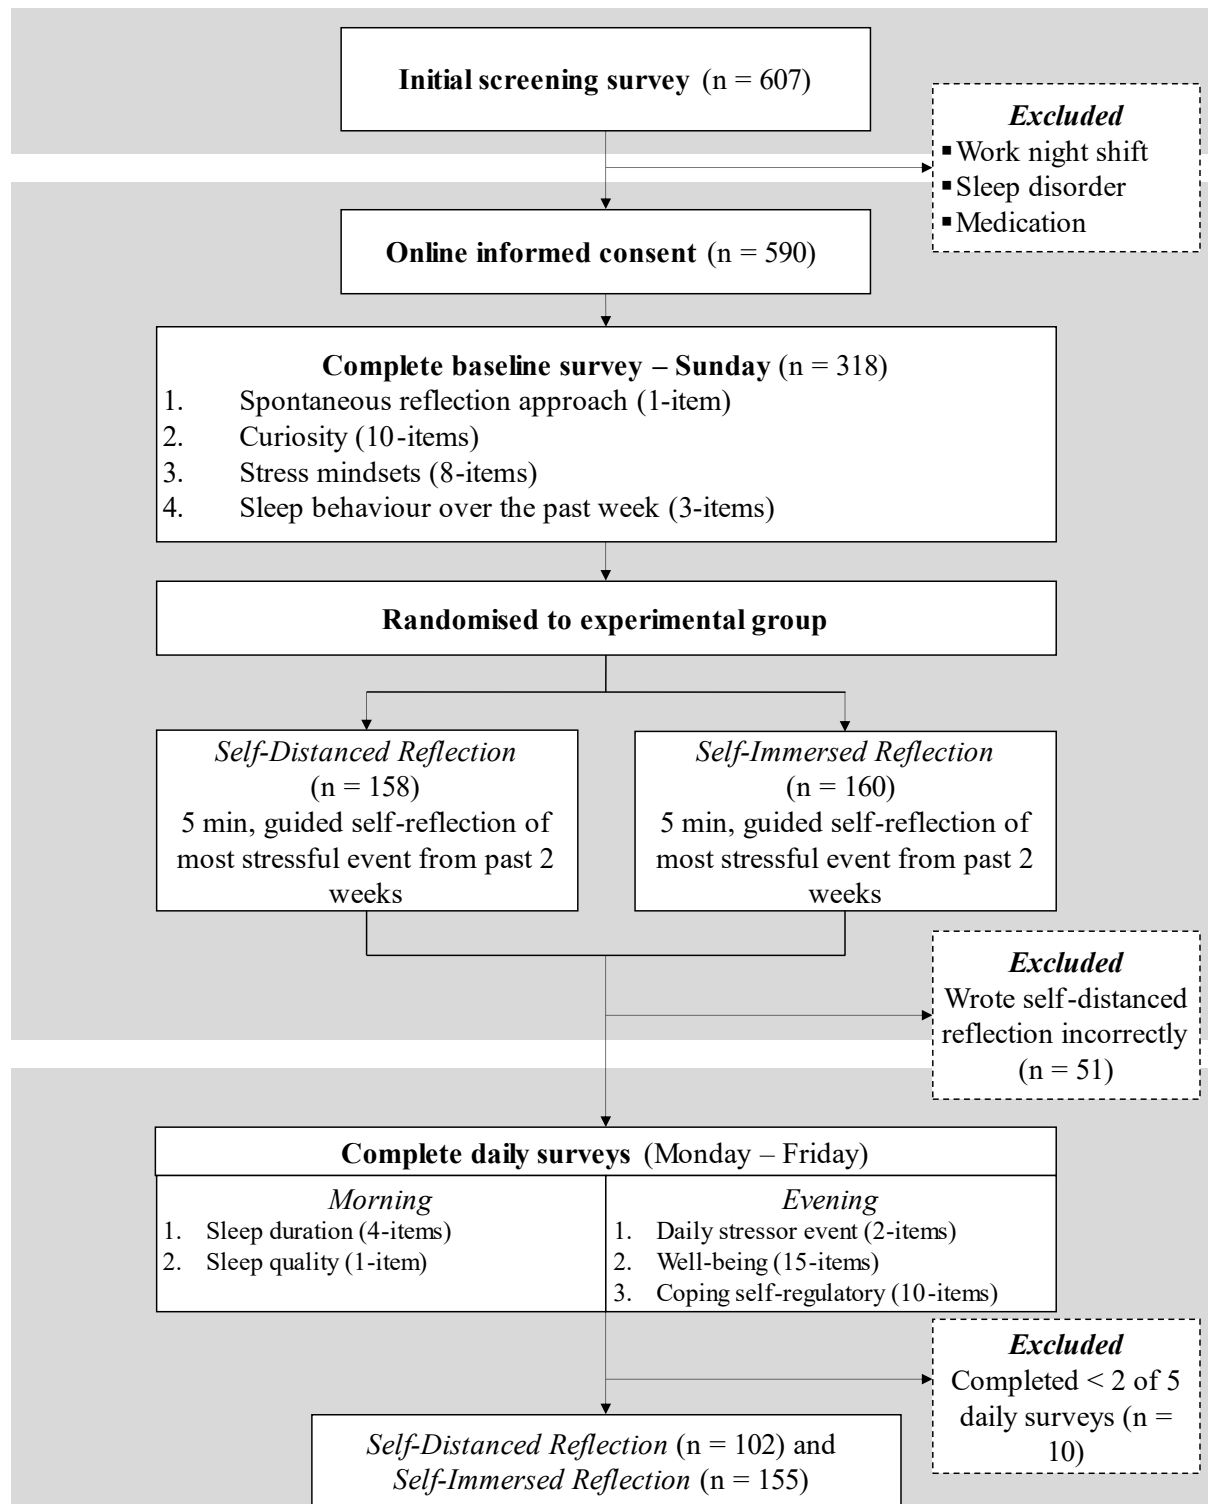 Initial screening survey (n = 607)
Excluded
▪Work night shift
▪Sleep disorder
▪Medication
Online informed consent (n = 590)
Complete baseline survey – Sunday (n = 318)
1. Spontaneous reflection approach (1-item)
2. Curiosity (10-items)
3. Stress mindsets (8-items)
4. Sleep behaviour over the past week (3-items)
Randomised to experimental group
Self-Distanced Reflection
(n = 158)
5 min, guided self-reflection of
most stressful event from past 2
weeks
Self-Immersed Reflection
(n = 160)
5 min, guided self-reflection of
most stressful event from past 2
weeks
Excluded
Wrote self-distanced
reflection incorrectly
(n = 51)
Complete daily surveys (Monday – Friday)
Morning
1. Sleep duration (4-items)
2. Sleep quality (1-item)
Evening
1. Daily stressor event (2-items)
2. Well-being (15-items)
3. Coping self-regulatory (10-items)
Excluded
Completed < 2 of 5
daily surveys (n =
10)
Self-Distanced Reflection (n = 102) and
Self-Immersed Reflection (n = 155)